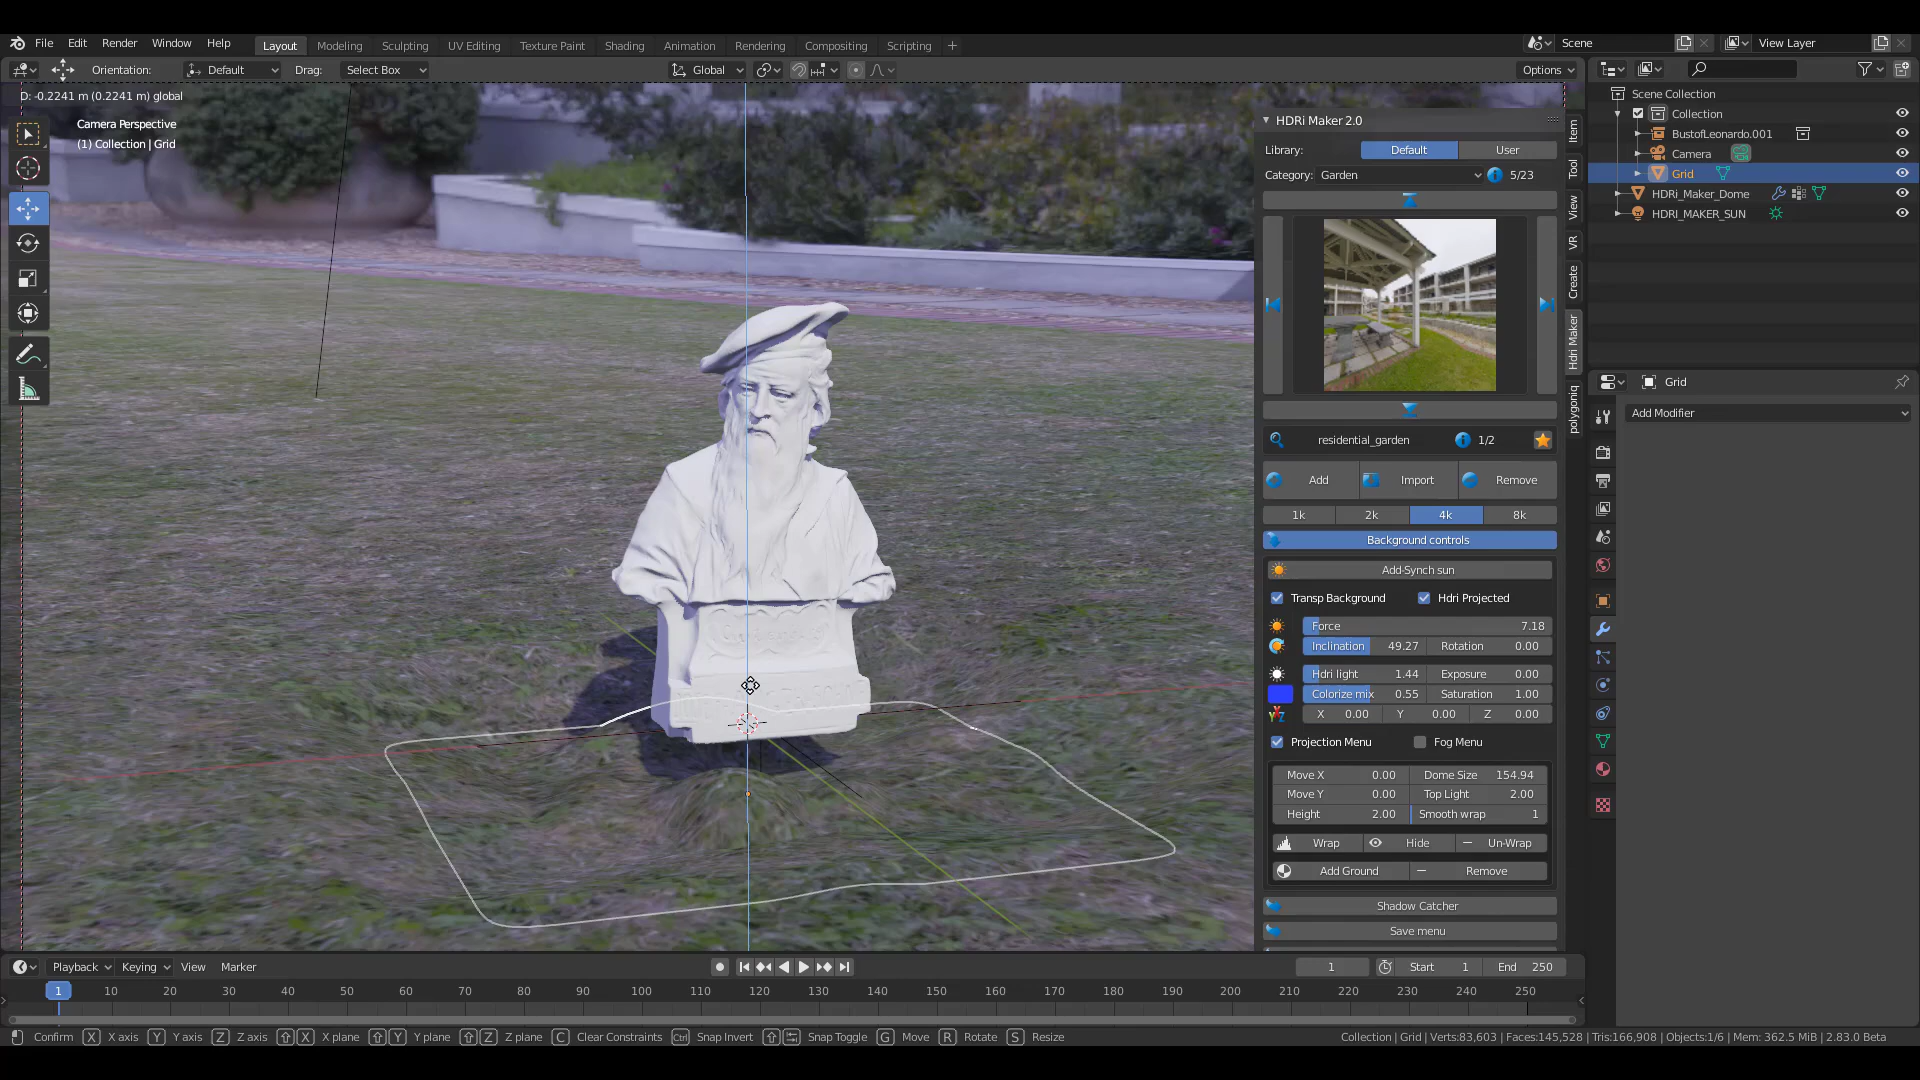 File Edit Render Window Help Layout Modeling Sculpting UV Editing Texture Paint Shading Animation Rendering Compositing Scripting + Scene View Layer
Orientation: Default Drag: Select Box Global Options
D: -0.2241 m (0.2241 m) global
Camera Perspective
(1) Collection | Grid
HDRi Maker 2.0
Library: Default User
Category: Garden 5/23
residential_garden 1/2
Add Import Remove
1k 2k 4k 8k
Background controls
Add-Synch sun
Transp Background Hdri Projected
Force 7.18
Inclination 49.27 Rotation 0.00
Hdri light 1.44 Exposure 0.00
Colorize mix 0.55 Saturation 1.00
X 0.00 Y 0.00 Z 0.00
Projection Menu Fog Menu
Move X 0.00 Dome Size 154.94
Move Y 0.00 Top Light 2.00
Height 2.00 Smooth wrap 1
Wrap Hide Un-Wrap
Add Ground Remove
Shadow Catcher
Save menu
Item
Tool
View
VR
Create
Hdri Maker
polygoniq
Scene Collection
Collection
BustofLeonardo.001
Camera
Grid
HDRi_Maker_Dome
HDRI_MAKER_SUN
Grid
Add Modifier
Playback Keying View Marker 1 Start 1 End 250
1 10 20 30 40 50 60 70 80 90 100 110 120 130 140 150 160 170 180 190 200 210 220 230 240 250
Confirm X X axis Y Y axis Z Z axis X X plane Y Y plane Z Z plane C Clear Constraints Ctrl Snap Invert Snap Toggle G Move R Rotate S Resize Collection | Grid | Verts:83,603 | Faces:145,528 | Tris:166,908 | Objects:1/6 | Mem: 362.5 MiB | 2.83.0 Beta